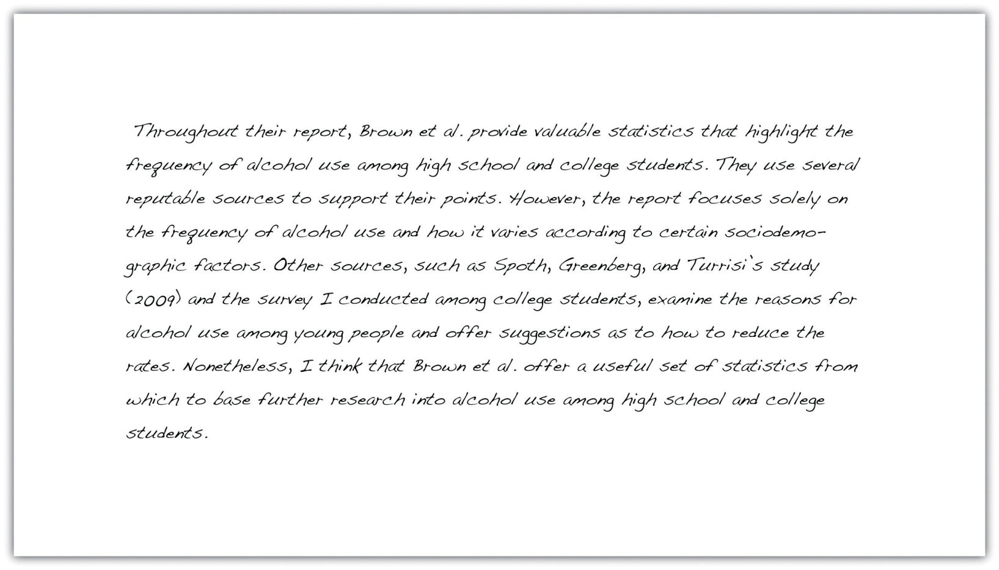 Throughout their report, Brown et al. provide valuable statistics that highlight the
frequency of alcohol use among high school and college students. They use several
reputable sources to support their points. However, the report focuses solely on
the frequency of alcohol use and how it varies according to certain sociodemo-
graphic factors. Other sources, such as Spoth, Greenberg, and Turrisi's study
(2009) and the survey I conducted among college students, examine the reasons for
alcohol use among young people and offer suggestions as to how to reduce the
rates. Nonetheless, I think that Brown et al. offer a useful set of statistics from
which to base further research into alcohol use among high school and college
students.